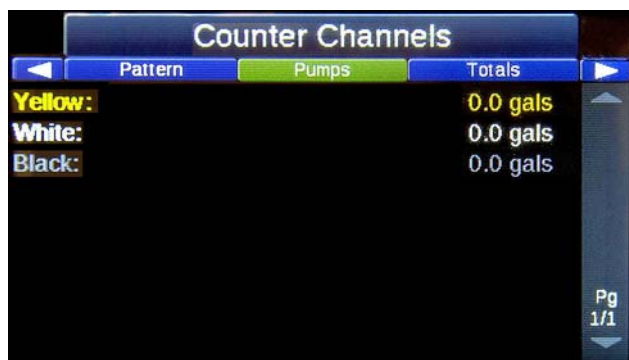 Counter Channels
Pattern Pumps Totals
Yellow: 0.0 gals
White: 0.0 gals
Black: 0.0 gals
Pg
1/1